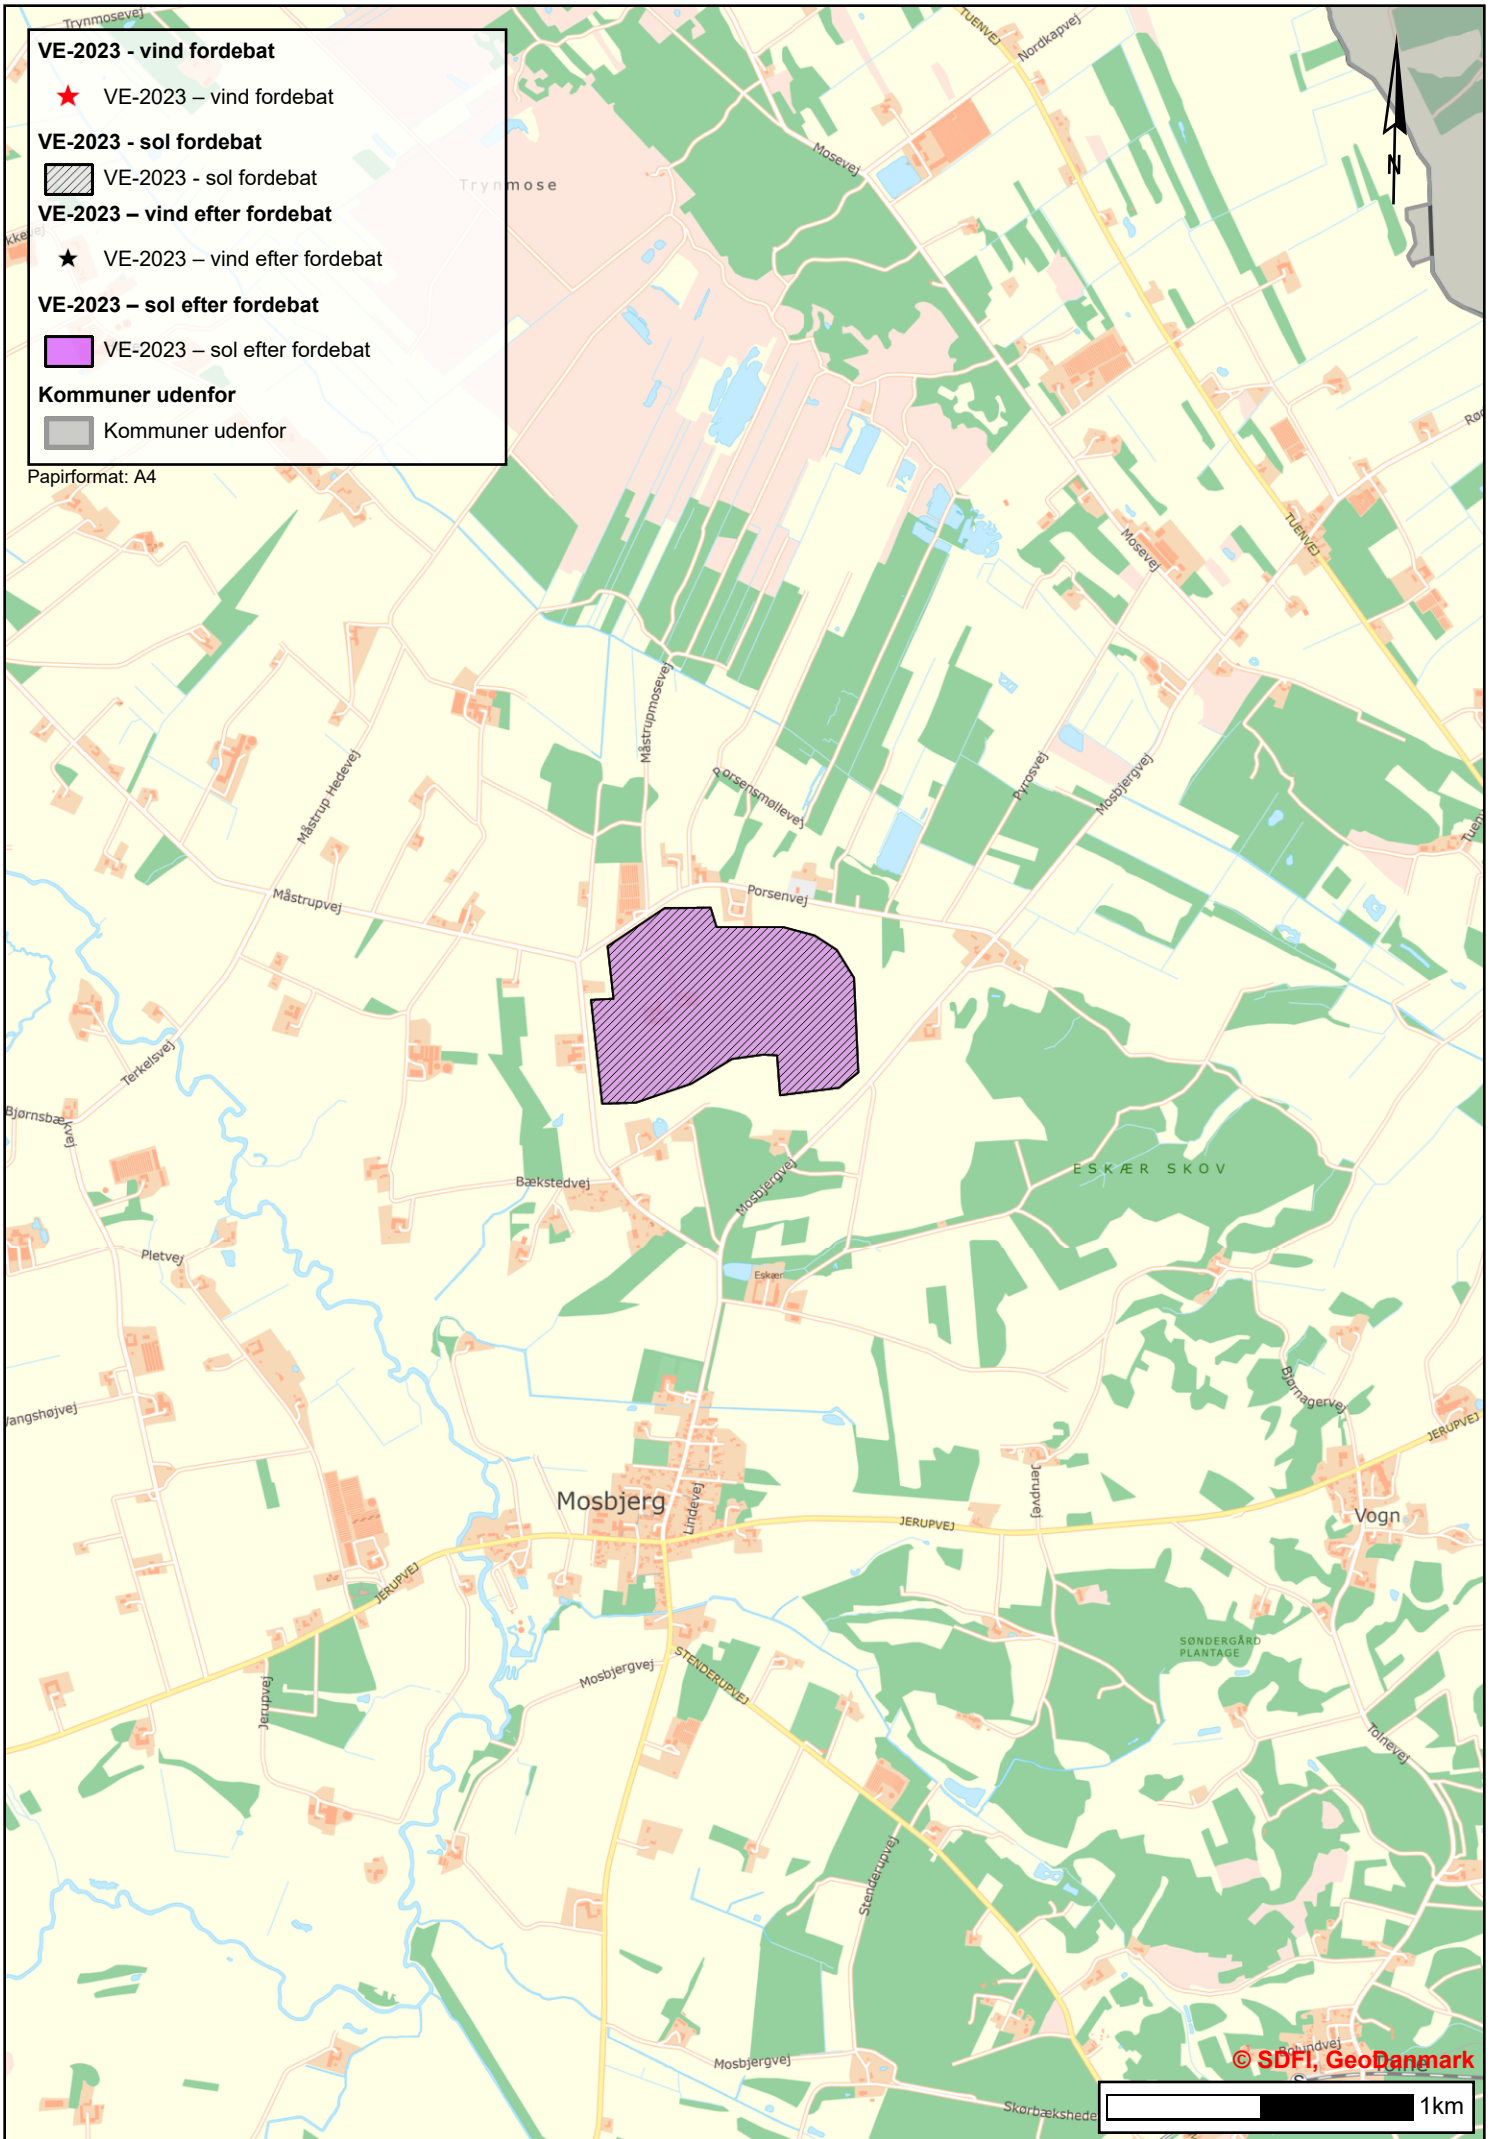 Trynmosevej
VE-2023 - vind fordebat
VE-2023 – vind fordebat
VE-2023 - sol fordebat
VE-2023 - sol fordebat
VE-2023 – vind efter fordebat
VE-2023 – vind efter fordebat
VE-2023 – sol efter fordebat
VE-2023 – sol efter fordebat
Kommuner udenfor
Kommuner udenfor
Papirformat: A4
TUENVEJ
Nordkapvej
N
Mosevej
Trynmose
TUENVEJ
Mosevej
Måstrupmosevej
Porsensmøllevej
Pyrosvej
Mosbjergvej
Måstrup Hedevej
Måstrupvej
Porsenvej
Terkelsvej
Bjørnsbækvej
Bækstedvej
Mosbjergvej
ESKÆR SKOV
Pletvej
Eskær
Bjørnagervej
JERUPVEJ
Vangshøjvej
Mosbjerg
Lindevej
Jerupvej
JERUPVEJ
Vogn
JERUPVEJ
SØNDERGÅRD
PLANTAGE
Mosbjergvej
STENDERUPVEJ
Jerupvej
Tolnevej
Stenderupvej
Mosbjergvej
© SDFI, GeoDanmark
Tolne
Skørbækshede
1km